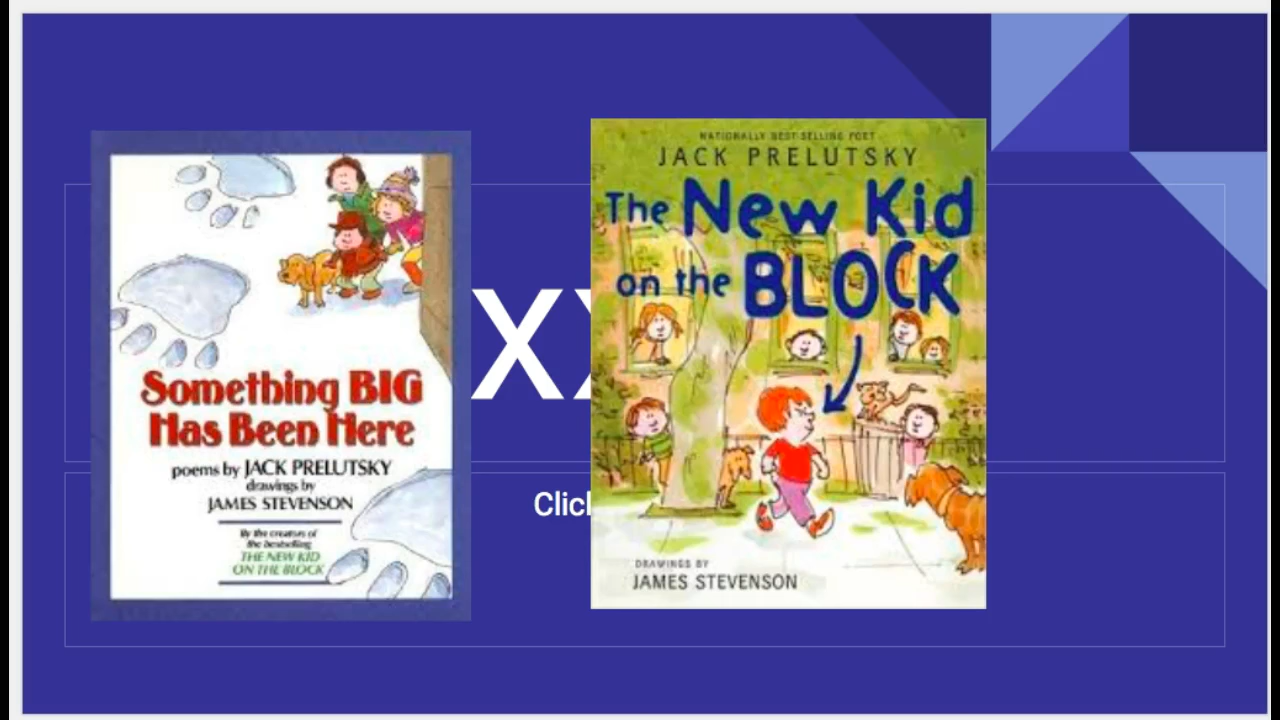 Something BIG
Has Been Here
poems by JACK PRELUTSKY
drawings by
JAMES STEVENSON
By the creators of
the bestselling
THE NEW KID
ON THE BLOCK
XX
Click
NATIONALLY BEST-SELLING POET
JACK PRELUTSKY
The New Kid
on the BLOCK
DRAWINGS BY
JAMES STEVENSON